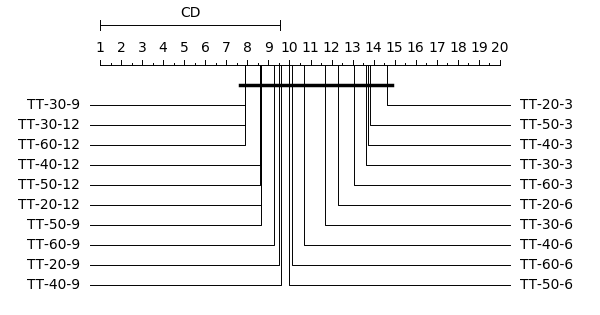 CD
1 2 3 4 5 6 7 8 9 10 11 12 13 14 15 16 17 18 19 20
TT-30-9 TT-20-3
TT-30-12 TT-50-3
TT-60-12 TT-40-3
TT-40-12 TT-30-3
TT-50-12 TT-60-3
TT-20-12 TT-20-6
TT-50-9 TT-30-6
TT-60-9 TT-40-6
TT-20-9 TT-60-6
TT-40-9 TT-50-6